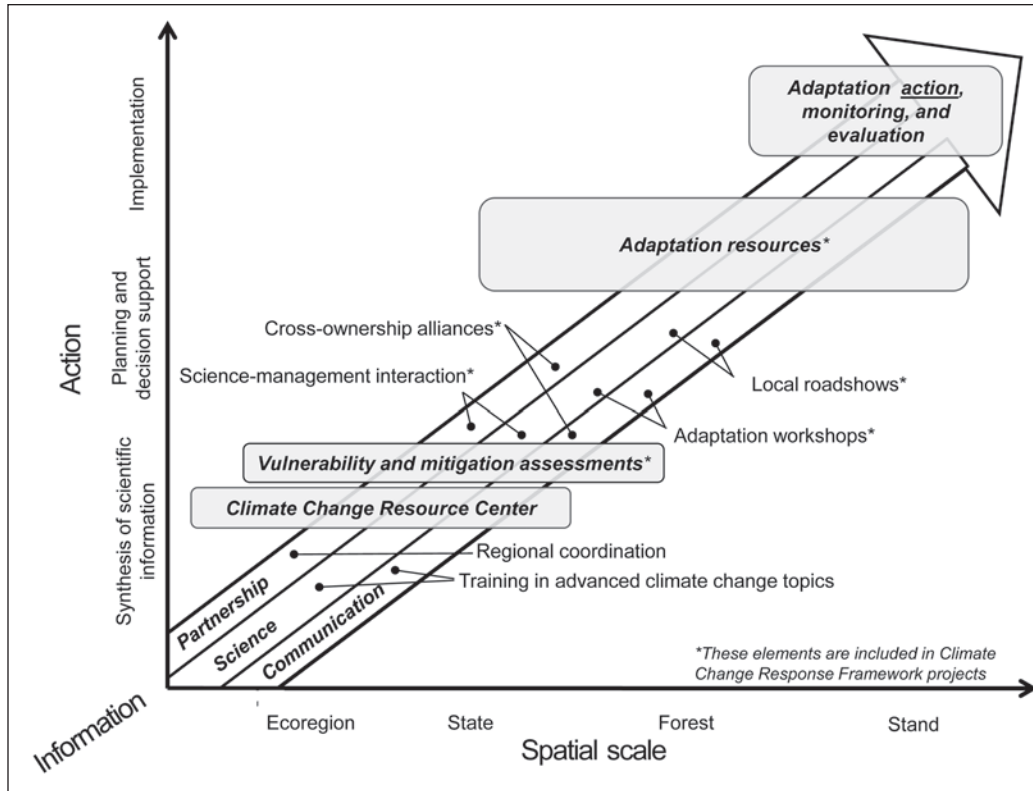 Adaptation action,
monitoring, and
evaluation
Implementation
Adaptation resources*
Planning and
decision support
Action
Cross-ownership alliances*
Science-management interaction*
Local roadshows*
Adaptation workshops*
Vulnerability and mitigation assessments*
Climate Change Resource Center
Synthesis of scientific
information
Regional coordination
Training in advanced climate change topics
Partnership
Science
Communication
*These elements are included in Climate
Change Response Framework projects
Information
Ecoregion
State
Forest
Stand
Spatial scale